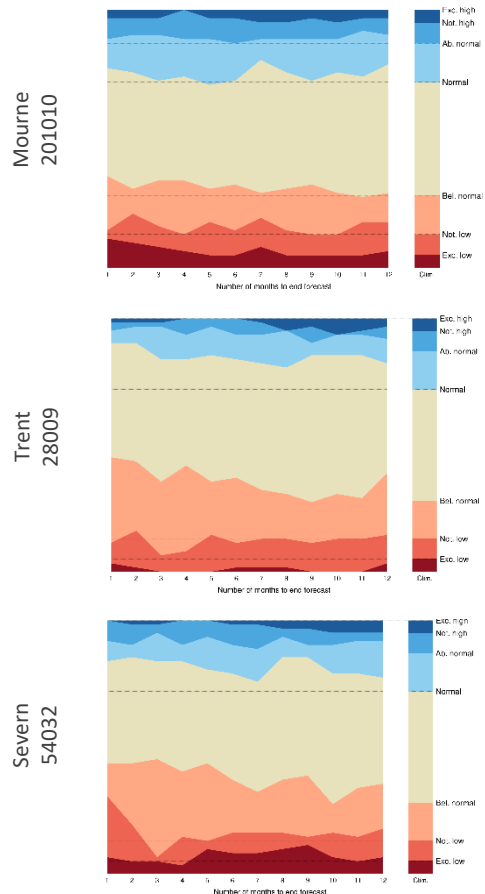 Mourne
201010
Exc. high
Not. high
Ab. normal
Normal
Bel. normal
Not. low
Exc. low
1 2 3 4 5 6 7 8 9 10 11 12 Clim.
Number of months to end forecast
Trent
28009
Exc. high
Not. high
Ab. normal
Normal
Bel. normal
Not. low
Exc. low
1 2 3 4 5 6 7 8 9 10 11 12 Clim.
Number of months to end forecast
Severn
54032
Exc. high
Not. high
Ab. normal
Normal
Bel. normal
Not. low
Exc. low
1 2 3 4 5 6 7 8 9 10 11 12 Clim.
Number of months to end forecast